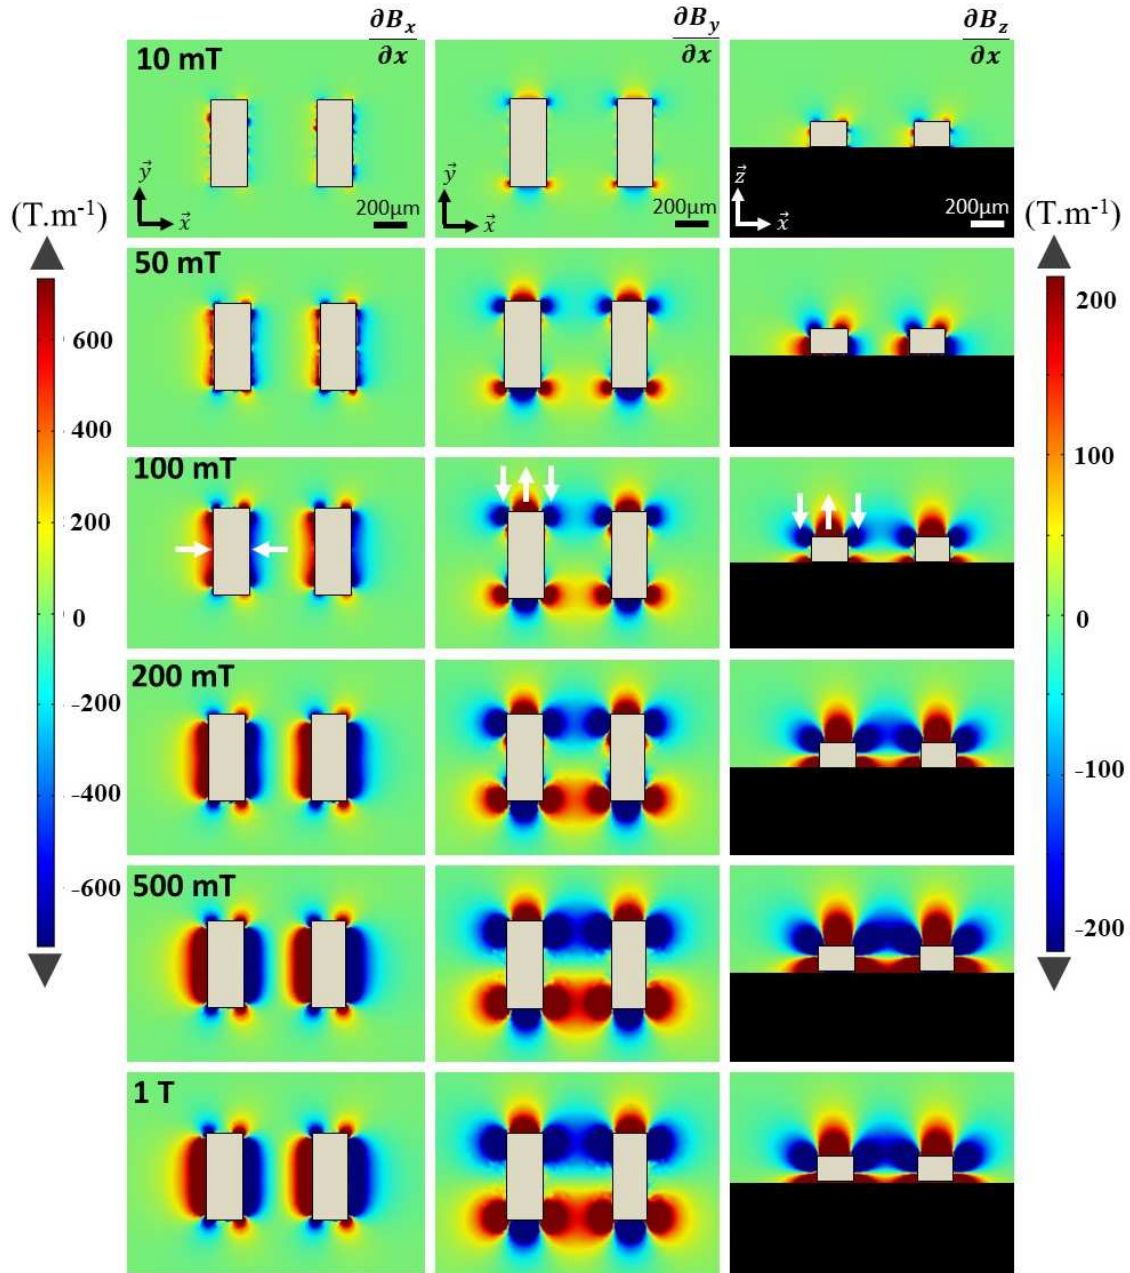 ∂Bx/∂x
∂By/∂x
∂Bz/∂x
10 mT
y⃗
x⃗
200μm
y⃗
x⃗
200μm
z⃗
x⃗
200μm
(T.m⁻¹)
(T.m⁻¹)
600
400
200
0
-200
-400
-600
50 mT
100 mT
200 mT
500 mT
1 T
200
100
0
-100
-200